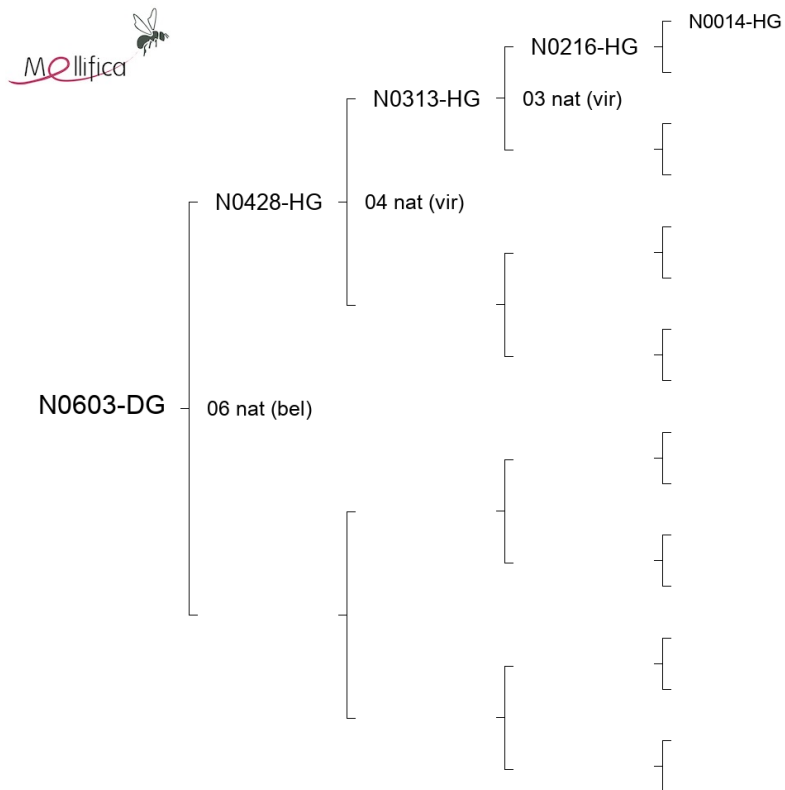 Mellifica
N0014-HG
N0216-HG
N0313-HG
03 nat (vir)
N0428-HG
04 nat (vir)
N0603-DG
06 nat (bel)